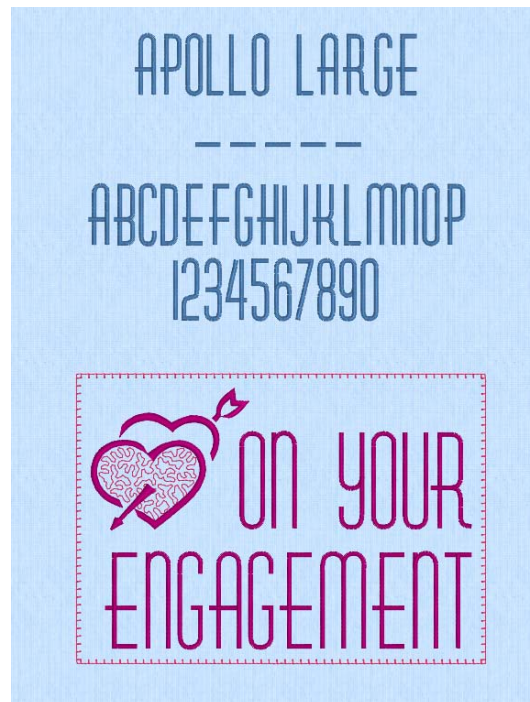 APOLLO LARGE
-----
ABCDEFGHIJKLMNOP
1234567890
ON YOUR
ENGAGEMENT